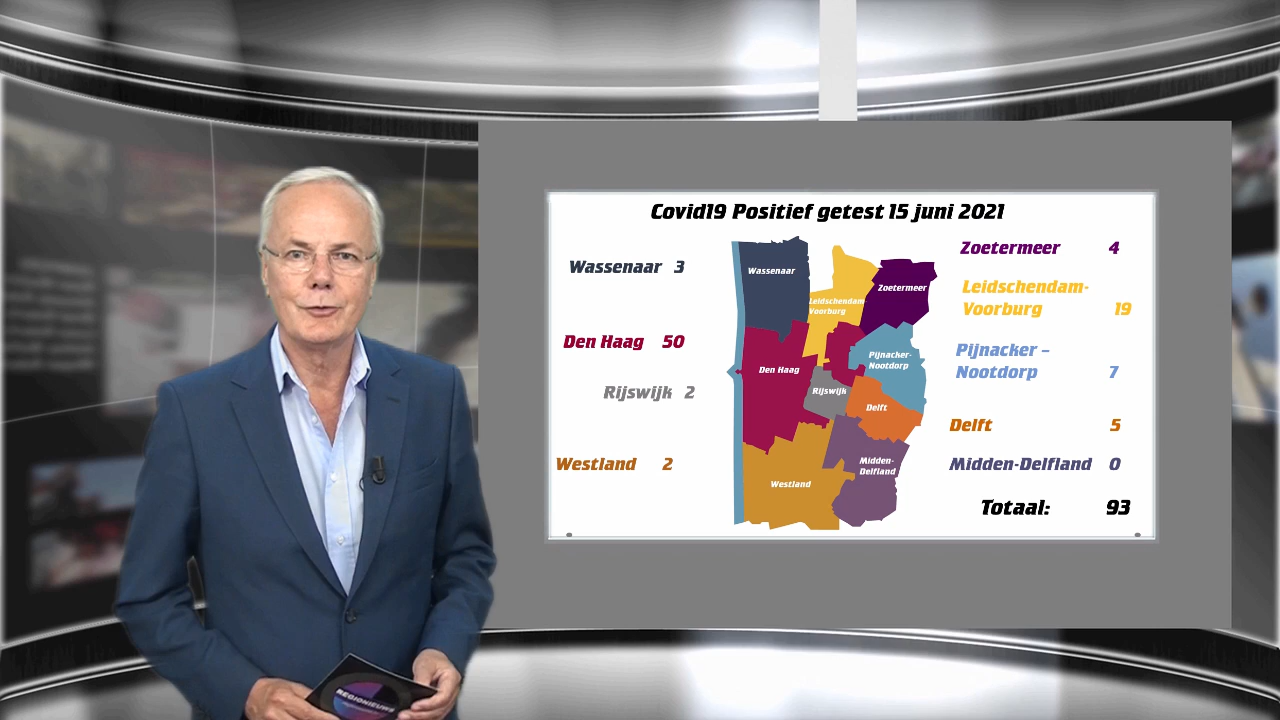 Covid19 Positief getest 15 juni 2021
Wassenaar 3
Den Haag 50
Rijswijk 2
Westland 2
Wassenaar
Leidschendam
Voorburg
Zoetermeer
Den Haag
Pijnacker-
Nootdorp
Rijswijk
Delft
Midden-
Delfland
Westland
Zoetermeer 4
Leidschendam-
Voorburg 19
Pijnacker –
Nootdorp 7
Delft 5
Midden-Delfland 0
Totaal: 93
REGIONIEUWS